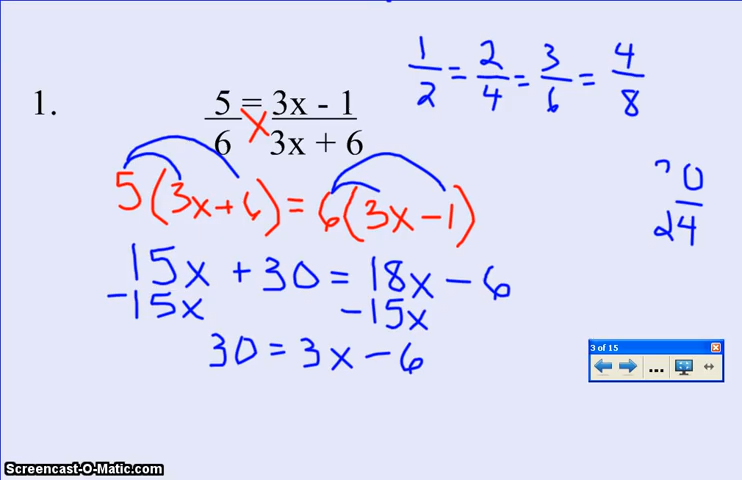 1/2 = 2/4 = 3/6 = 4/8
1. 5/6 = (3x - 1)/(3x + 6)
5(3x+6) = 6(3x-1)
15x + 30 = 18x - 6
-15x -15x
30 = 3x - 6
24
3 of 15
Screencast-O-Matic.com